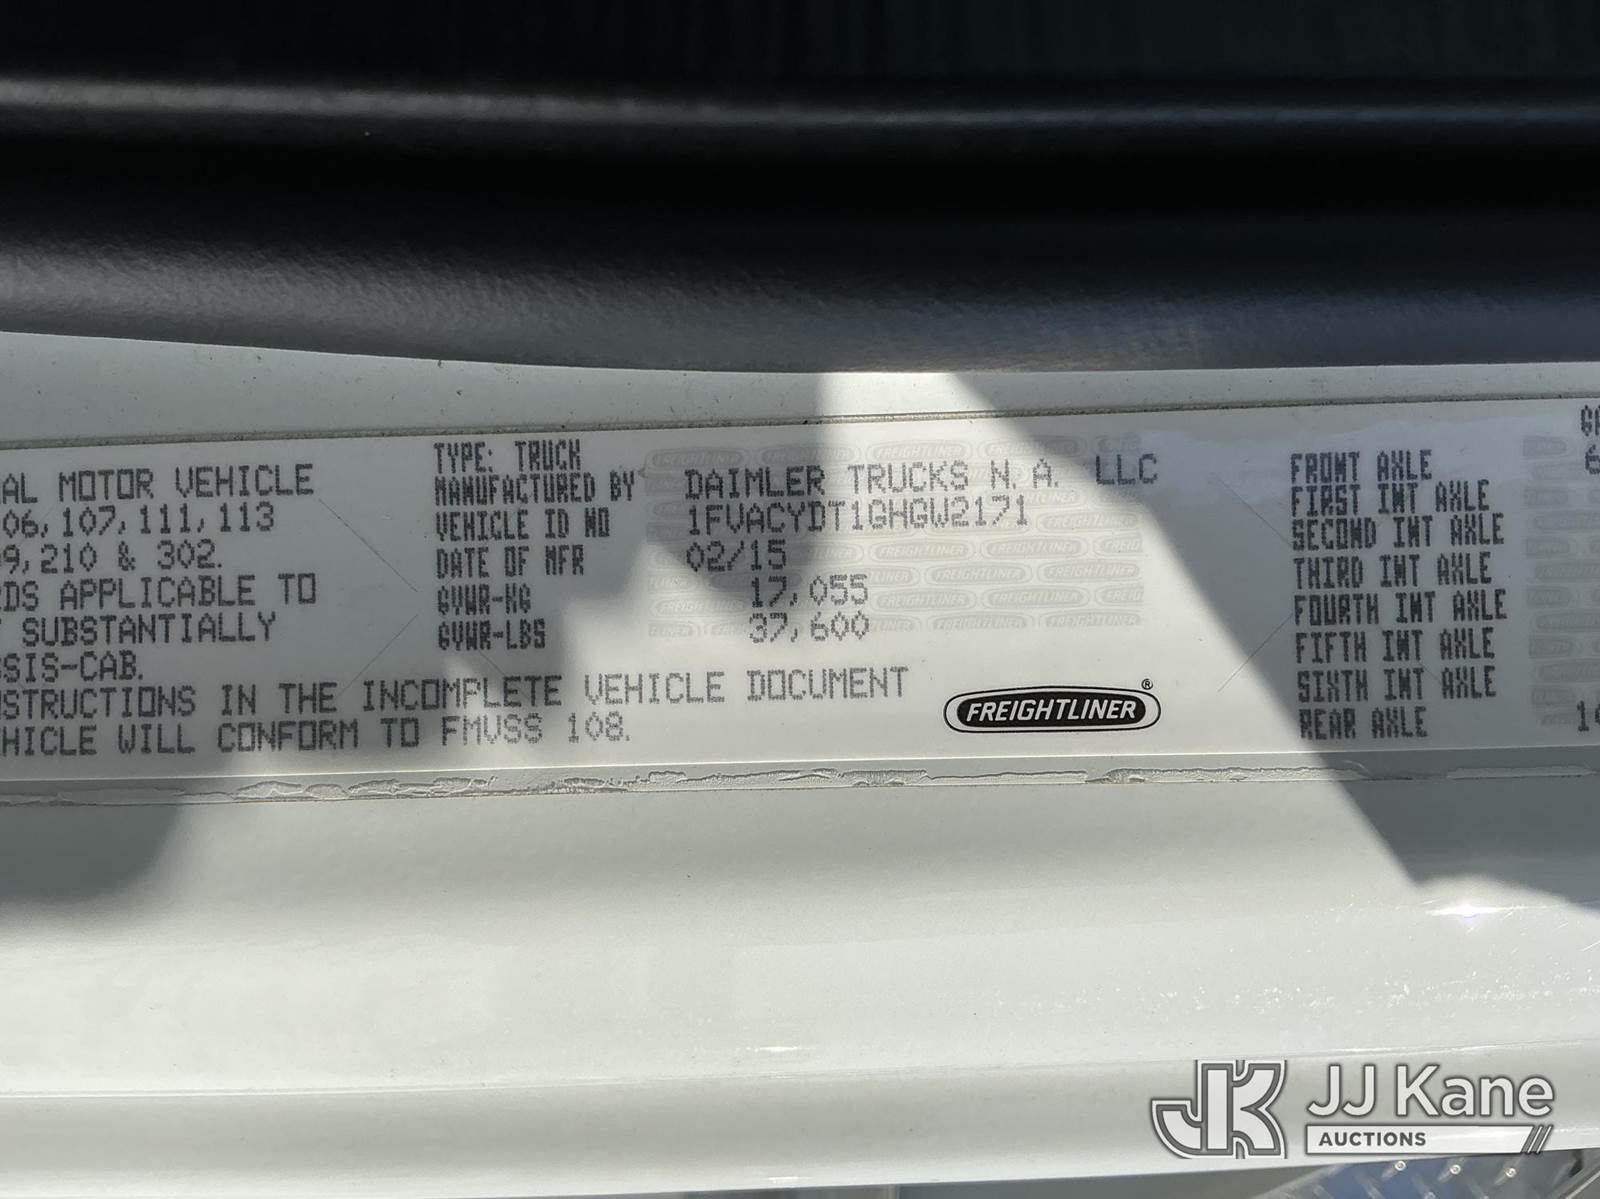 AL MOTOR VEHICLE
06, 107, 111, 113
9, 210 & 302.
DS APPLICABLE TO
SUBSTANTIALLY
SIS-CAB.
STRUCTIONS IN THE INCOMPLETE VEHICLE DOCUMENT
HICLE WILL CONFORM TO FMVSS 108.
TYPE: TRUCK
MANUFACTURED BY DAIMLER TRUCKS N.A. LLC
VEHICLE ID NO 1FVACYDT1GHGW2171
DATE OF MFR 02/15
GVWR-KG 17,055
GVWR-LBS 37,600
FREIGHTLINER®
FRONT AXLE 6
FIRST INT AXLE
SECOND INT AXLE
THIRD INT AXLE
FOURTH INT AXLE
FIFTH INT AXLE
SIXTH INT AXLE
REAR AXLE
JK JJ Kane
AUCTIONS